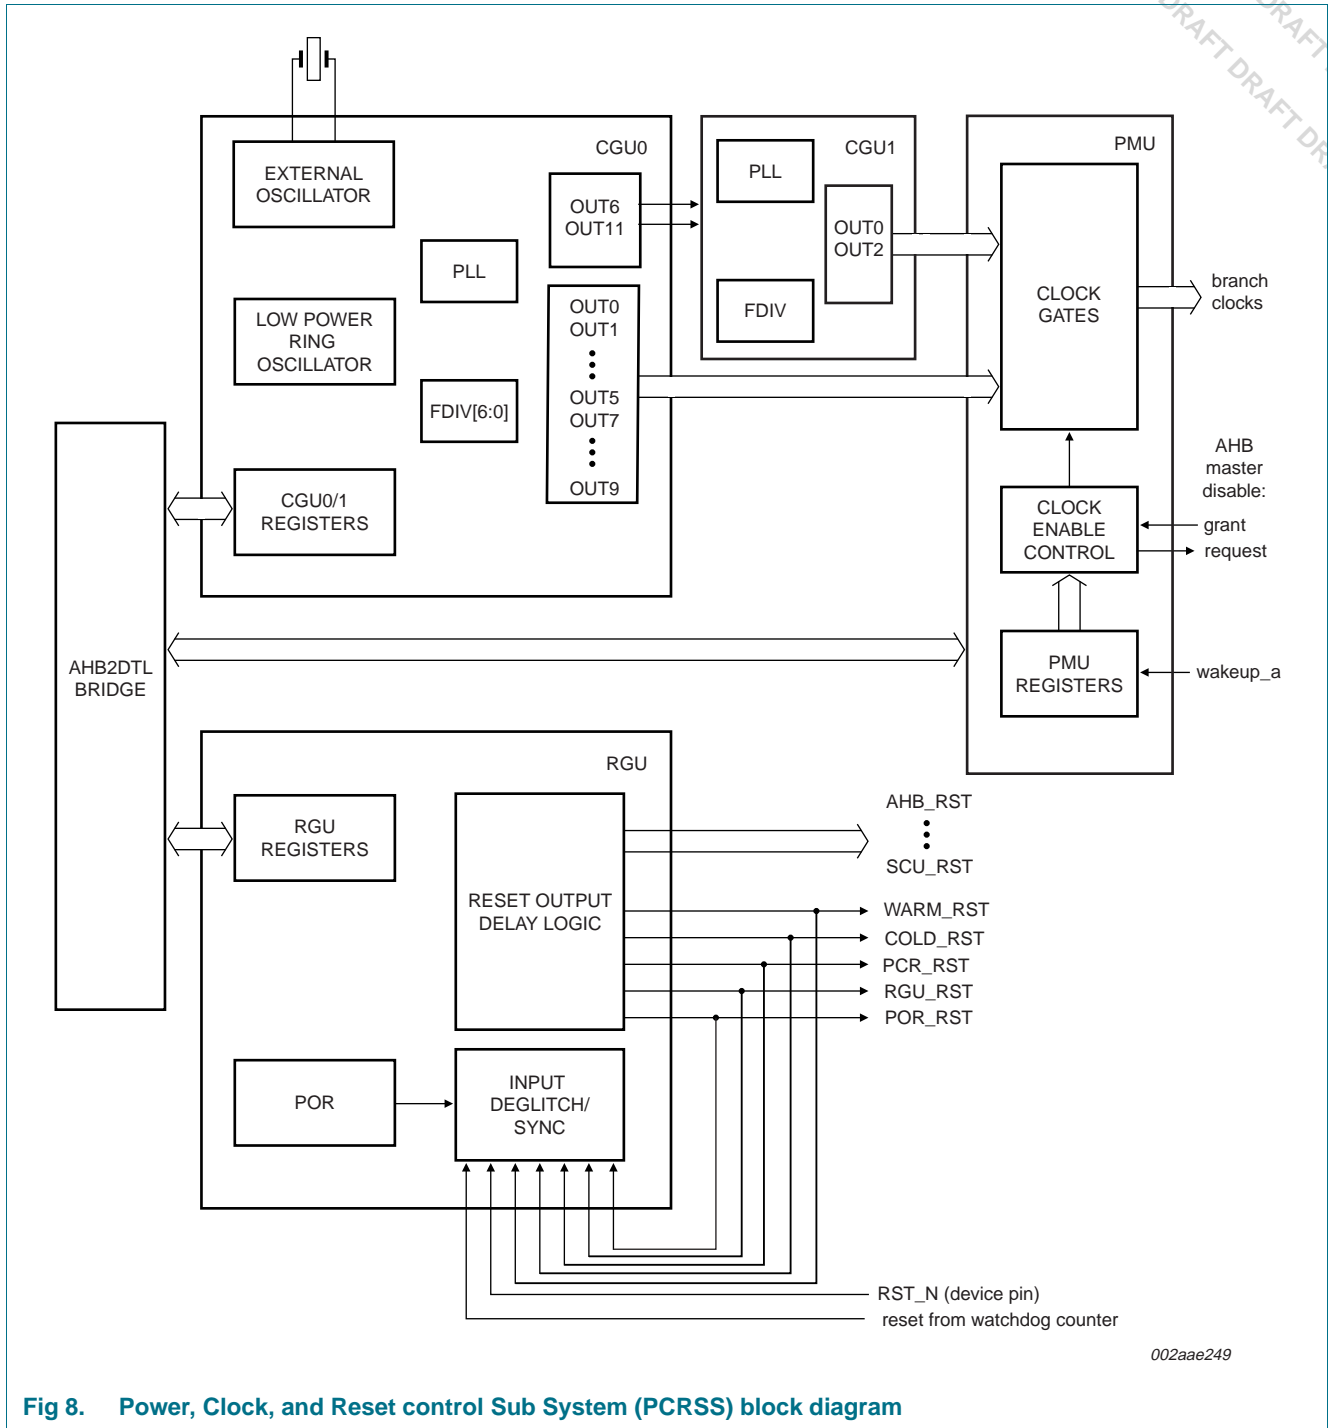 DRAFT
DRAFT DRAFT DRA
EXTERNAL
OSCILLATOR
CGU0
OUT6
OUT11
PLL
LOW POWER
RING
OSCILLATOR
FDIV[6:0]
OUT0
OUT1
OUT5
OUT7
OUT9
CGU0/1
REGISTERS
CGU1
PLL
OUT0
OUT2
FDIV
PMU
CLOCK
GATES
branch
clocks
AHB
master
disable:
CLOCK
ENABLE
CONTROL
grant
request
PMU
REGISTERS
wakeup_a
AHB2DTL
BRIDGE
RGU
RGU
REGISTERS
RESET OUTPUT
DELAY LOGIC
AHB_RST
SCU_RST
WARM_RST
COLD_RST
PCR_RST
RGU_RST
POR_RST
POR
INPUT
DEGLITCH/
SYNC
RST_N (device pin)
reset from watchdog counter
002aae249
Fig 8. Power, Clock, and Reset control Sub System (PCRSS) block diagram